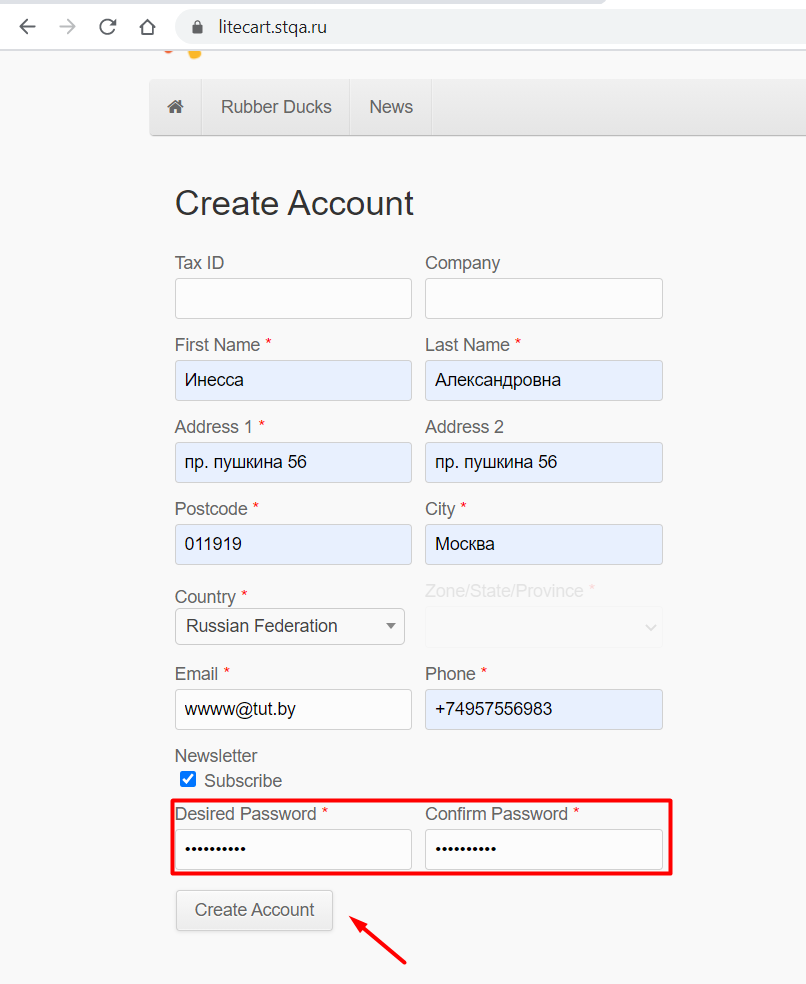 litecart.stqa.ru
Rubber Ducks News
Create Account
Tax ID Company
First Name * Last Name *
Инесса Александровна
Address 1 * Address 2
пр. пушкина 56 пр. пушкина 56
Postcode * City *
011919 Москва
Country * Zone/State/Province *
Russian Federation
Email * Phone *
wwww@tut.by +74957556983
Newsletter
Subscribe
Desired Password * Confirm Password *
•••••••••• ••••••••••
Create Account